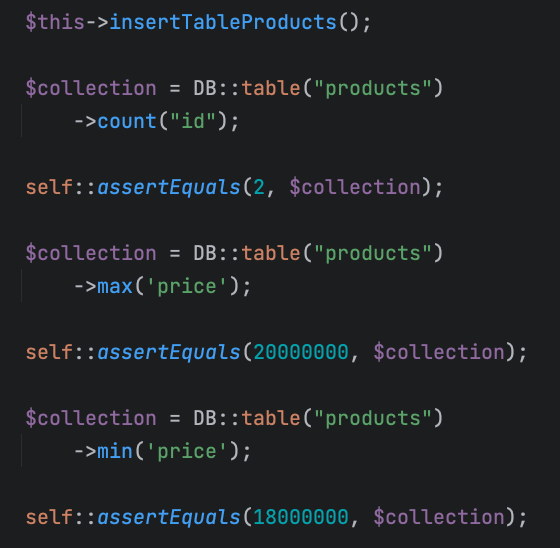 $this->insertTableProducts();
$collection = DB::table("products")
->count("id");
self::assertEquals(2, $collection);
$collection = DB::table("products")
->max('price');
self::assertEquals(20000000, $collection);
$collection = DB::table("products")
->min('price');
self::assertEquals(18000000, $collection);